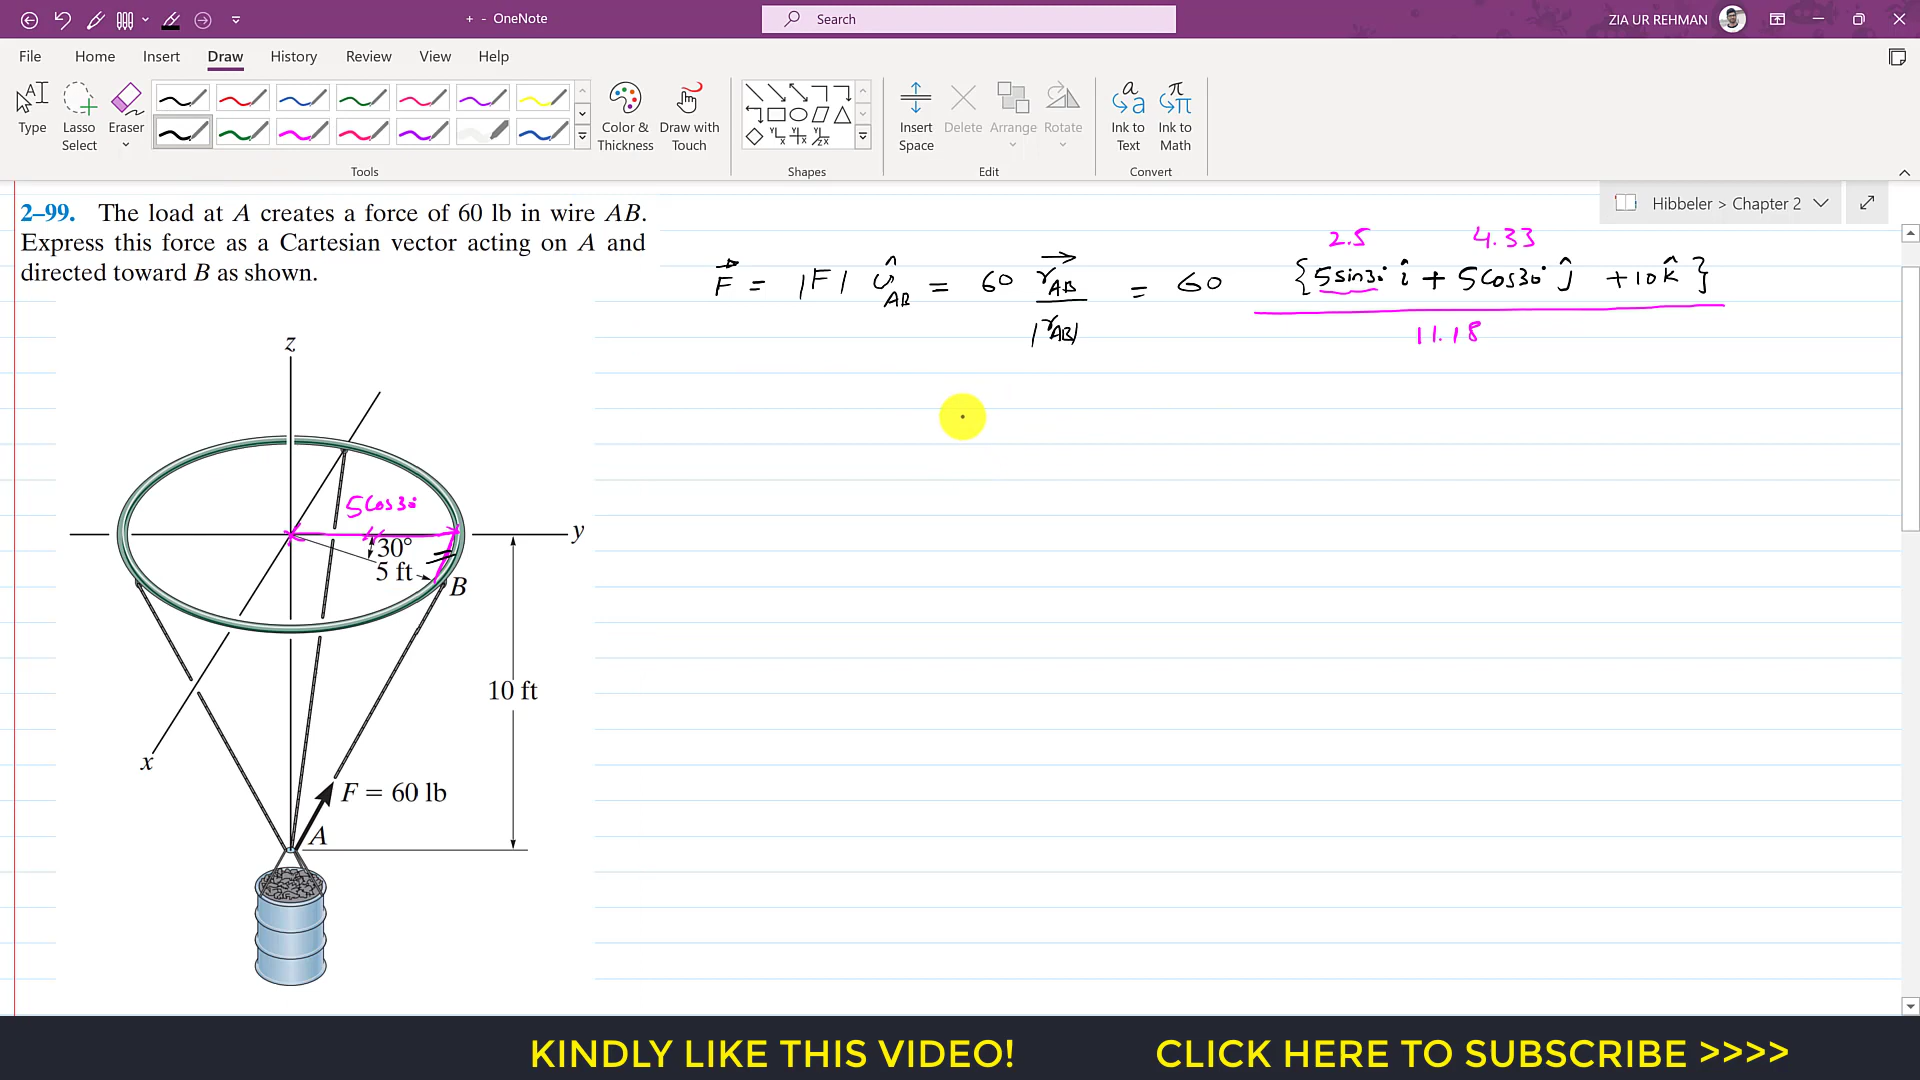 + - OneNote
Search
ZIA UR REHMAN
File Home Insert Draw History Review View Help
Type
Lasso Select
Eraser
Color & Thickness
Draw with Touch
Insert Space
Delete
Arrange
Rotate
Ink to Text
Ink to Math
Tools
Shapes
Edit
Convert
Hibbeler > Chapter 2
2–99. The load at A creates a force of 60 lb in wire AB.
Express this force as a Cartesian vector acting on A and
directed toward B as shown.
2.5 4.33
F = |F| U AB = 60 rAB / |rAB| = 60 {5sin30° i + 5cos30° j + 10 k}
11.18
z
5cos30°
y
30°
5 ft
B
10 ft
x
F = 60 lb
A
KINDLY LIKE THIS VIDEO! CLICK HERE TO SUBSCRIBE >>>>